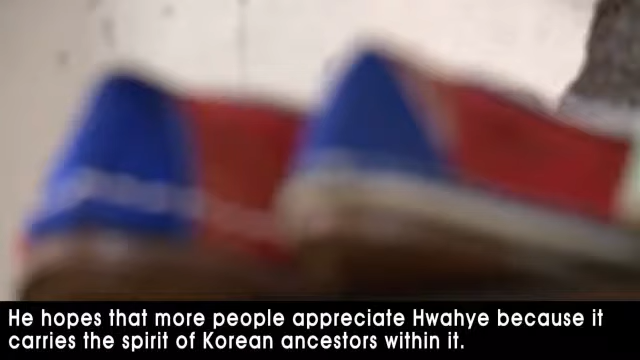 He hopes that more people appreciate Hwahye because it
carries the spirit of Korean ancestors within it.